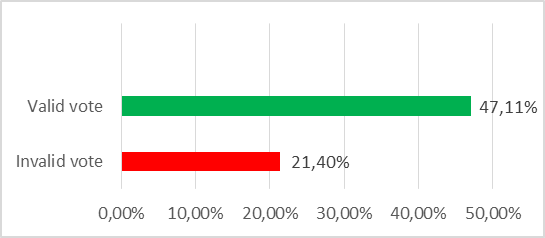 Valid vote 47,11%
Invalid vote 21,40%
0,00% 10,00% 20,00% 30,00% 40,00% 50,00%